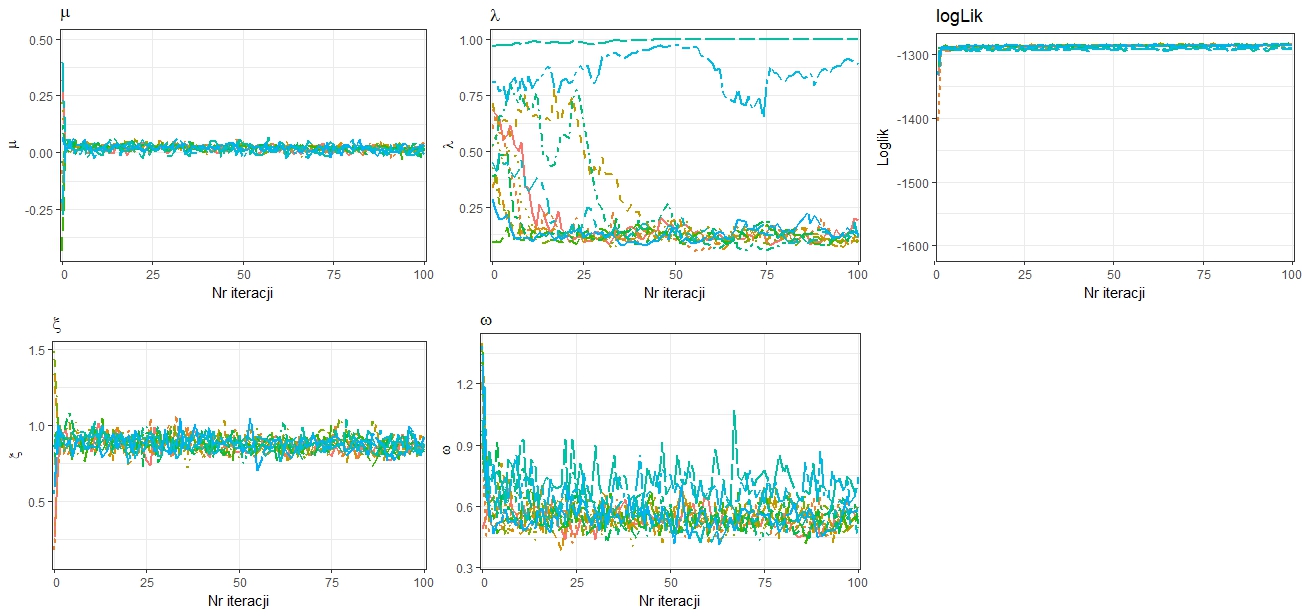 μ
0.50
0.25
0.00
-0.25
μ
0 25 50 75 100
Nr iteracji
λ
1.00
0.75
0.50
0.25
λ
0 25 50 75 100
Nr iteracji
logLik
-1300
-1400
-1500
-1600
Loglik
0 25 50 75 100
Nr iteracji
ξ
1.5
1.0
0.5
ξ
0 25 50 75 100
Nr iteracji
ω
1.2
0.9
0.6
0.3
ω
0 25 50 75 100
Nr iteracji